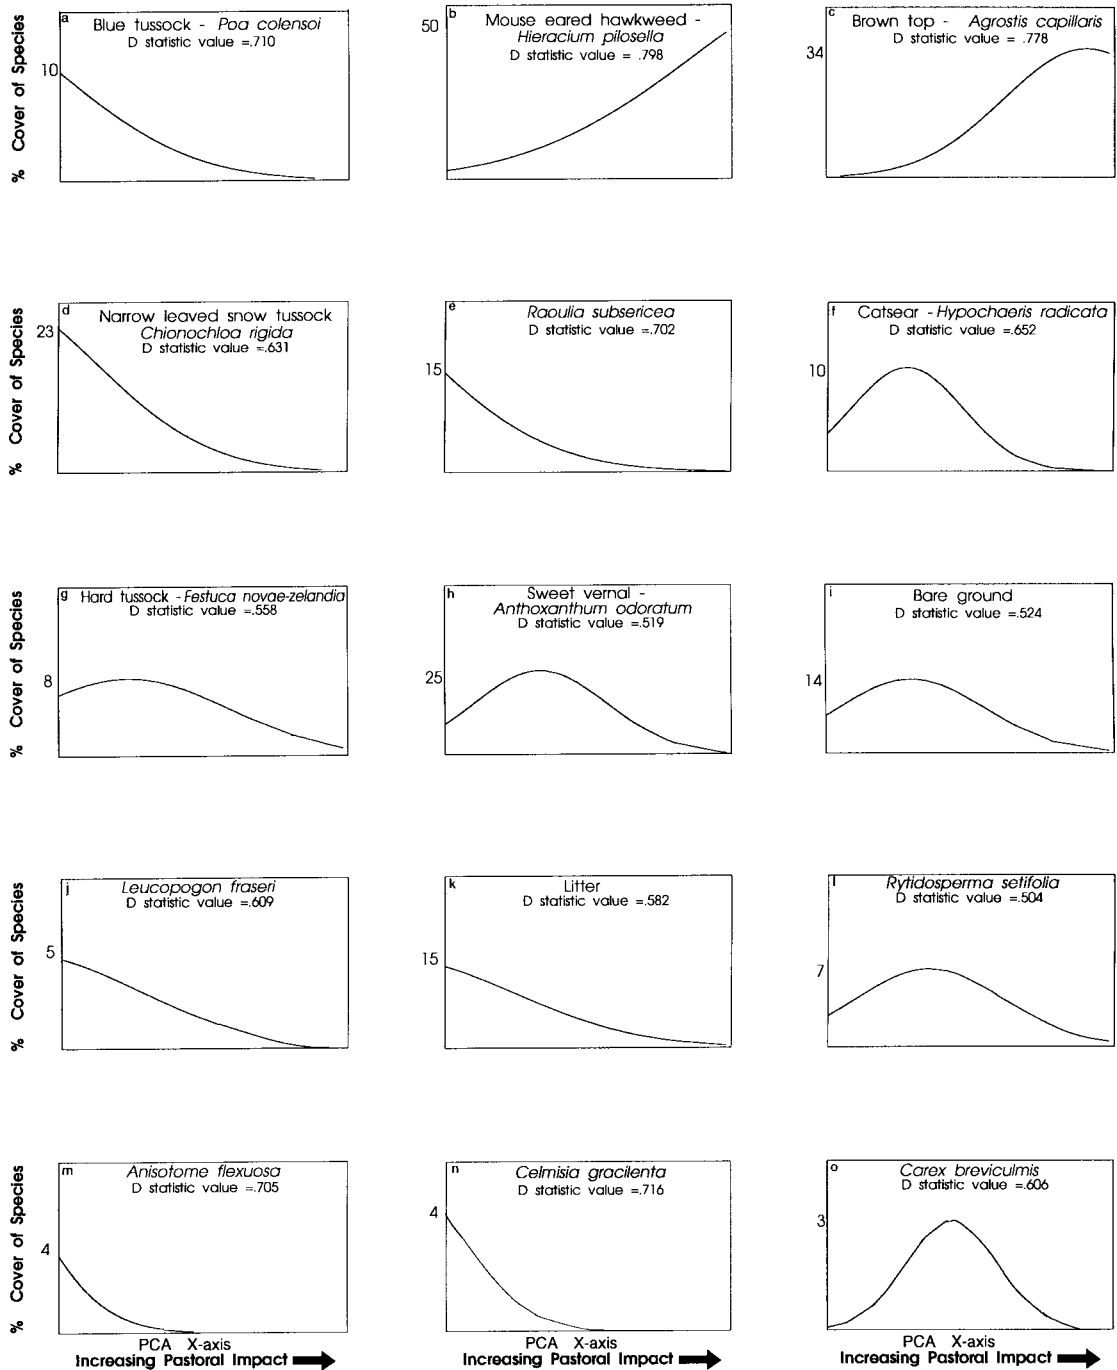 a
Blue tussock - Poa colensoi
D statistic value =.710
10
% Cover of Species
b
Mouse eared hawkweed -
Hieracium pilosella
D statistic value = .798
50
c
Brown top - Agrostis capillaris
D statistic value = .778
34
d
Narrow leaved snow tussock
Chionochloa rigida
D statistic value =.631
23
% Cover of Species
e
Raoulia subsericea
D statistic value =.702
15
f
Catsear - Hypochaeris radicata
D statistic value =.652
10
g
Hard tussock - Festuca novae-zelandia
D statistic value =.558
8
% Cover of Species
h
Sweet vernal -
Anthoxanthum odoratum
D statistic value =.519
25
i
Bare ground
D statistic value =.524
14
j
Leucopogon fraseri
D statistic value =.609
5
% Cover of Species
k
Litter
D statistic value =.582
15
l
Rytidosperma setifolia
D statistic value =.504
7
m
Anisotome flexuosa
D statistic value =.705
4
% Cover of Species
PCA X-axis
Increasing Pastoral Impact
n
Celmisia gracilenta
D statistic value =.716
4
PCA X-axis
Increasing Pastoral Impact
o
Carex breviculmis
D statistic value =.606
3
PCA X-axis
Increasing Pastoral Impact